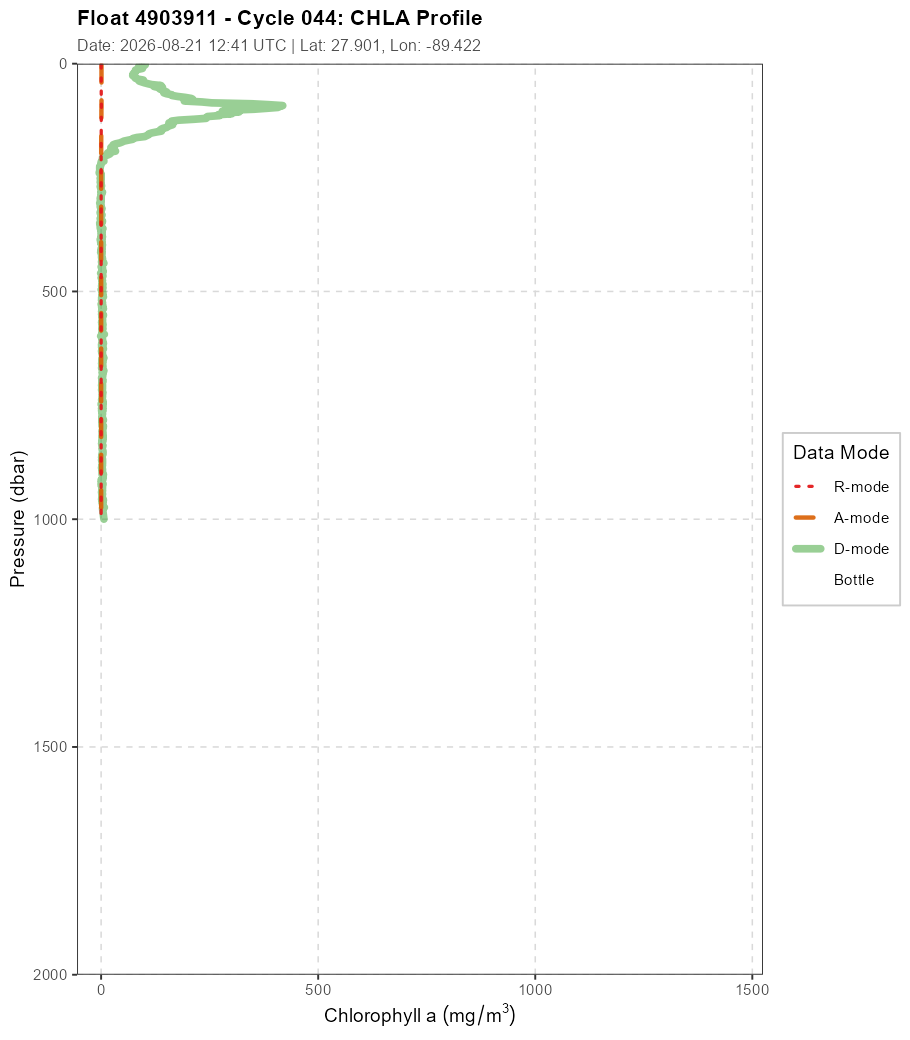 Float 4903911 - Cycle 044: CHLA Profile
Date: 2026-08-21 12:41 UTC | Lat: 27.901, Lon: -89.422
0
500
1000
1500
2000
Pressure (dbar)
0 500 1000 1500
Chlorophyll a (mg/m³)
Data Mode
R-mode
A-mode
D-mode
Bottle